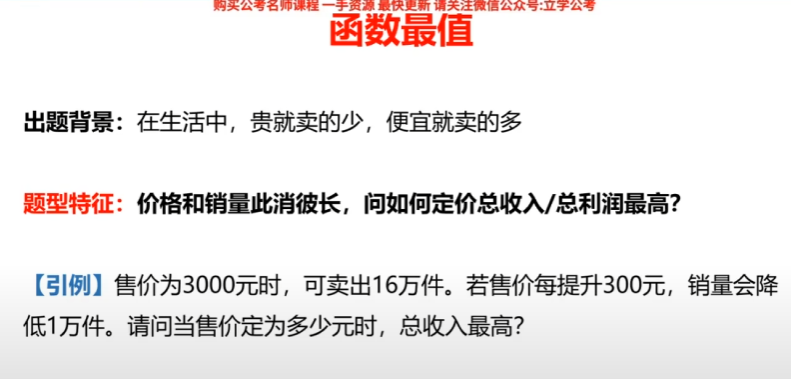 购买公考名师课程 一手资源 最快更新 请关注微信公众号:立学公考
函数最值
出题背景：在生活中，贵就卖的少，便宜就卖的多
题型特征：价格和销量此消彼长，问如何定价总收入/总利润最高？
【引例】售价为3000元时，可卖出16万件。若售价每提升300元，销量会降
低1万件。请问当售价定为多少元时，总收入最高？